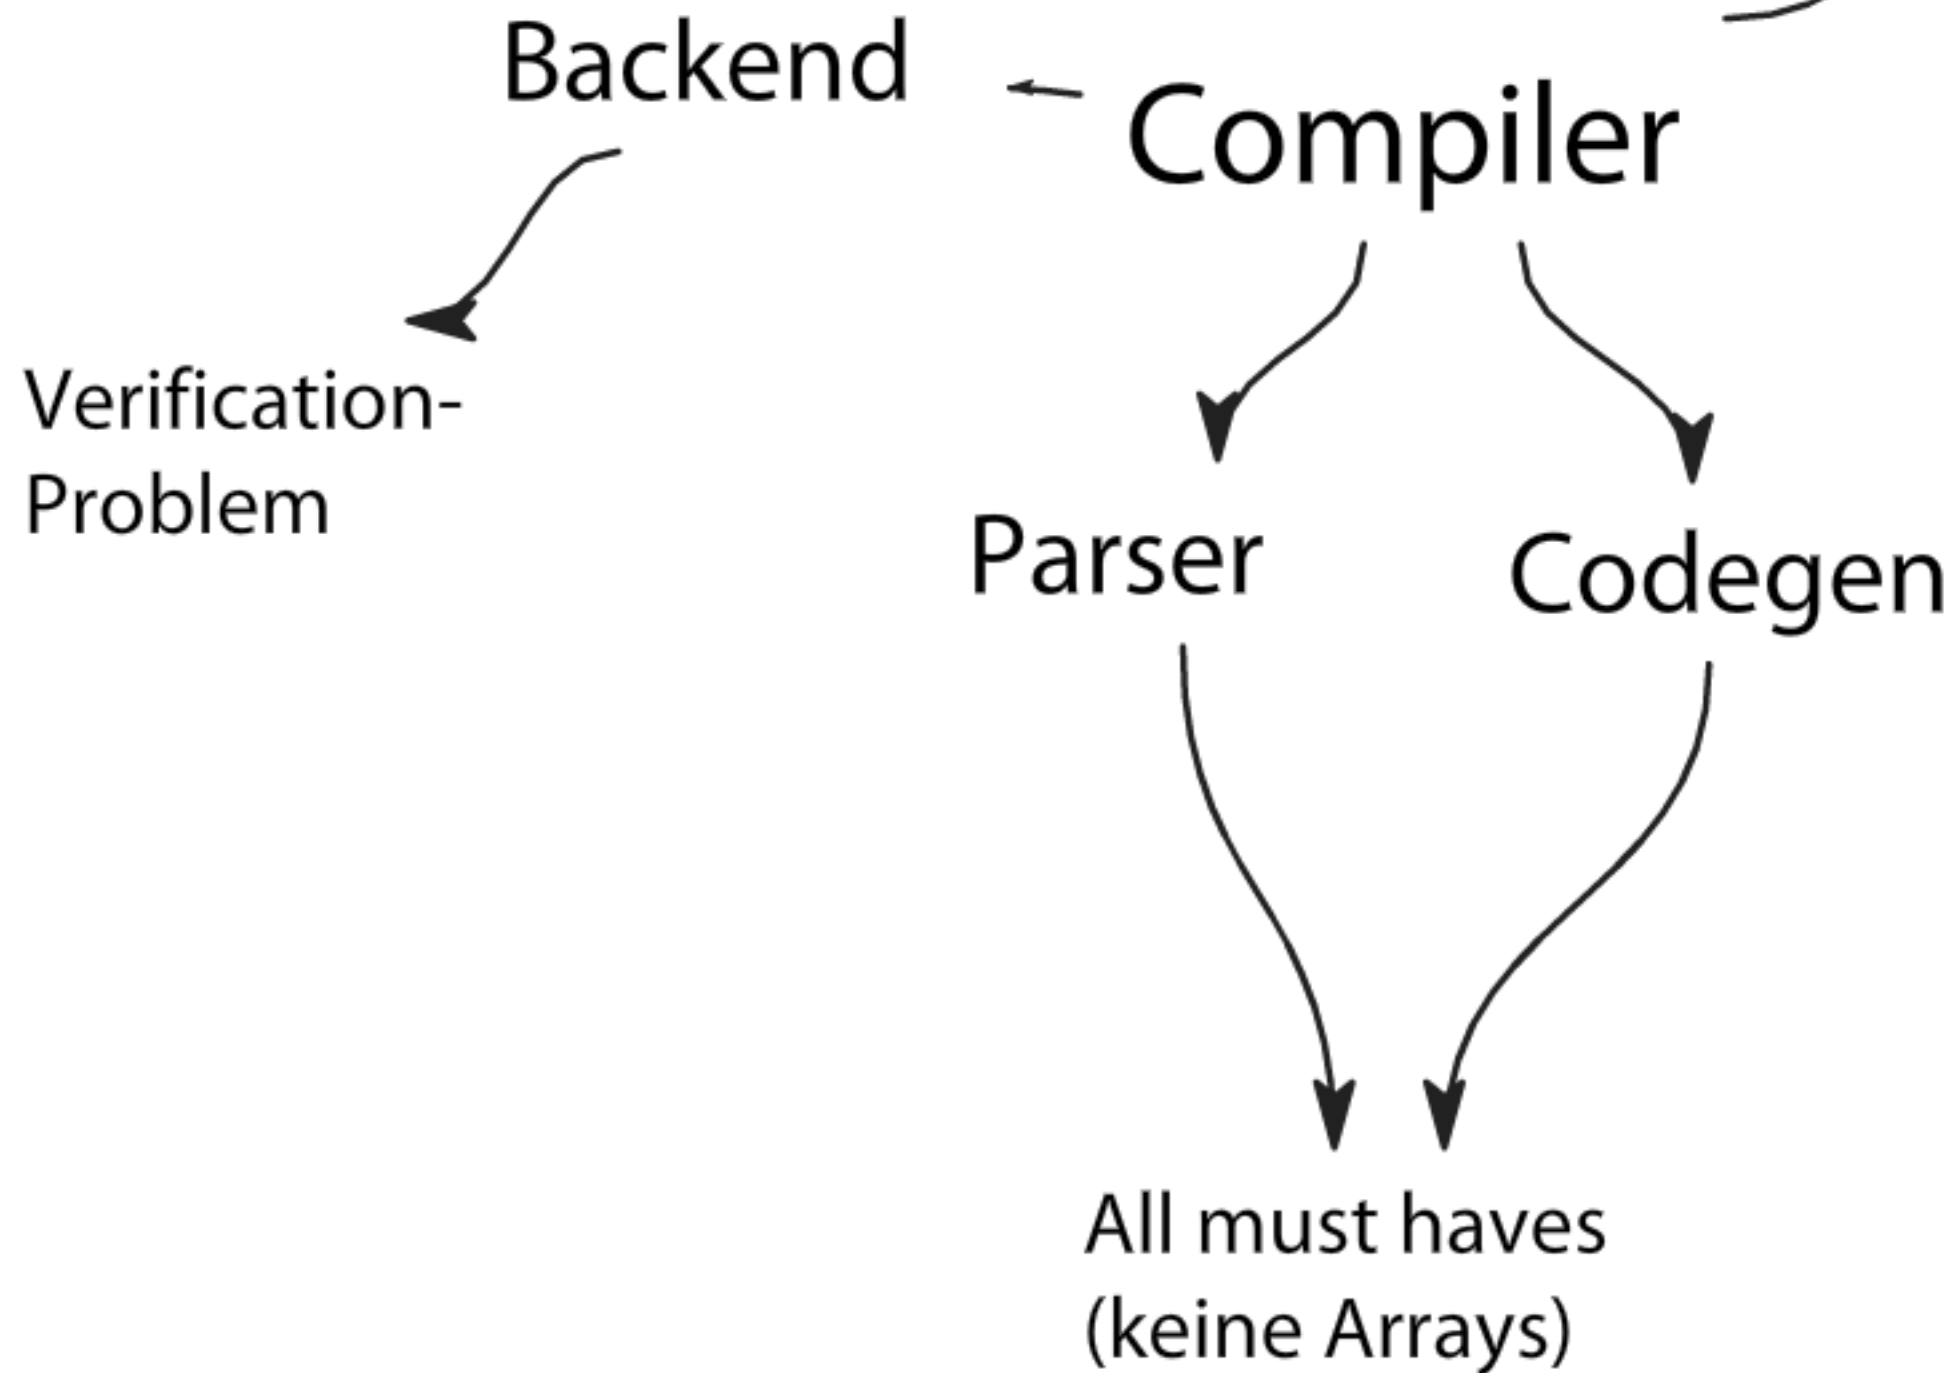 Backend
Compiler
Verification-
Problem
Parser
Codegen
All must haves
(keine Arrays)